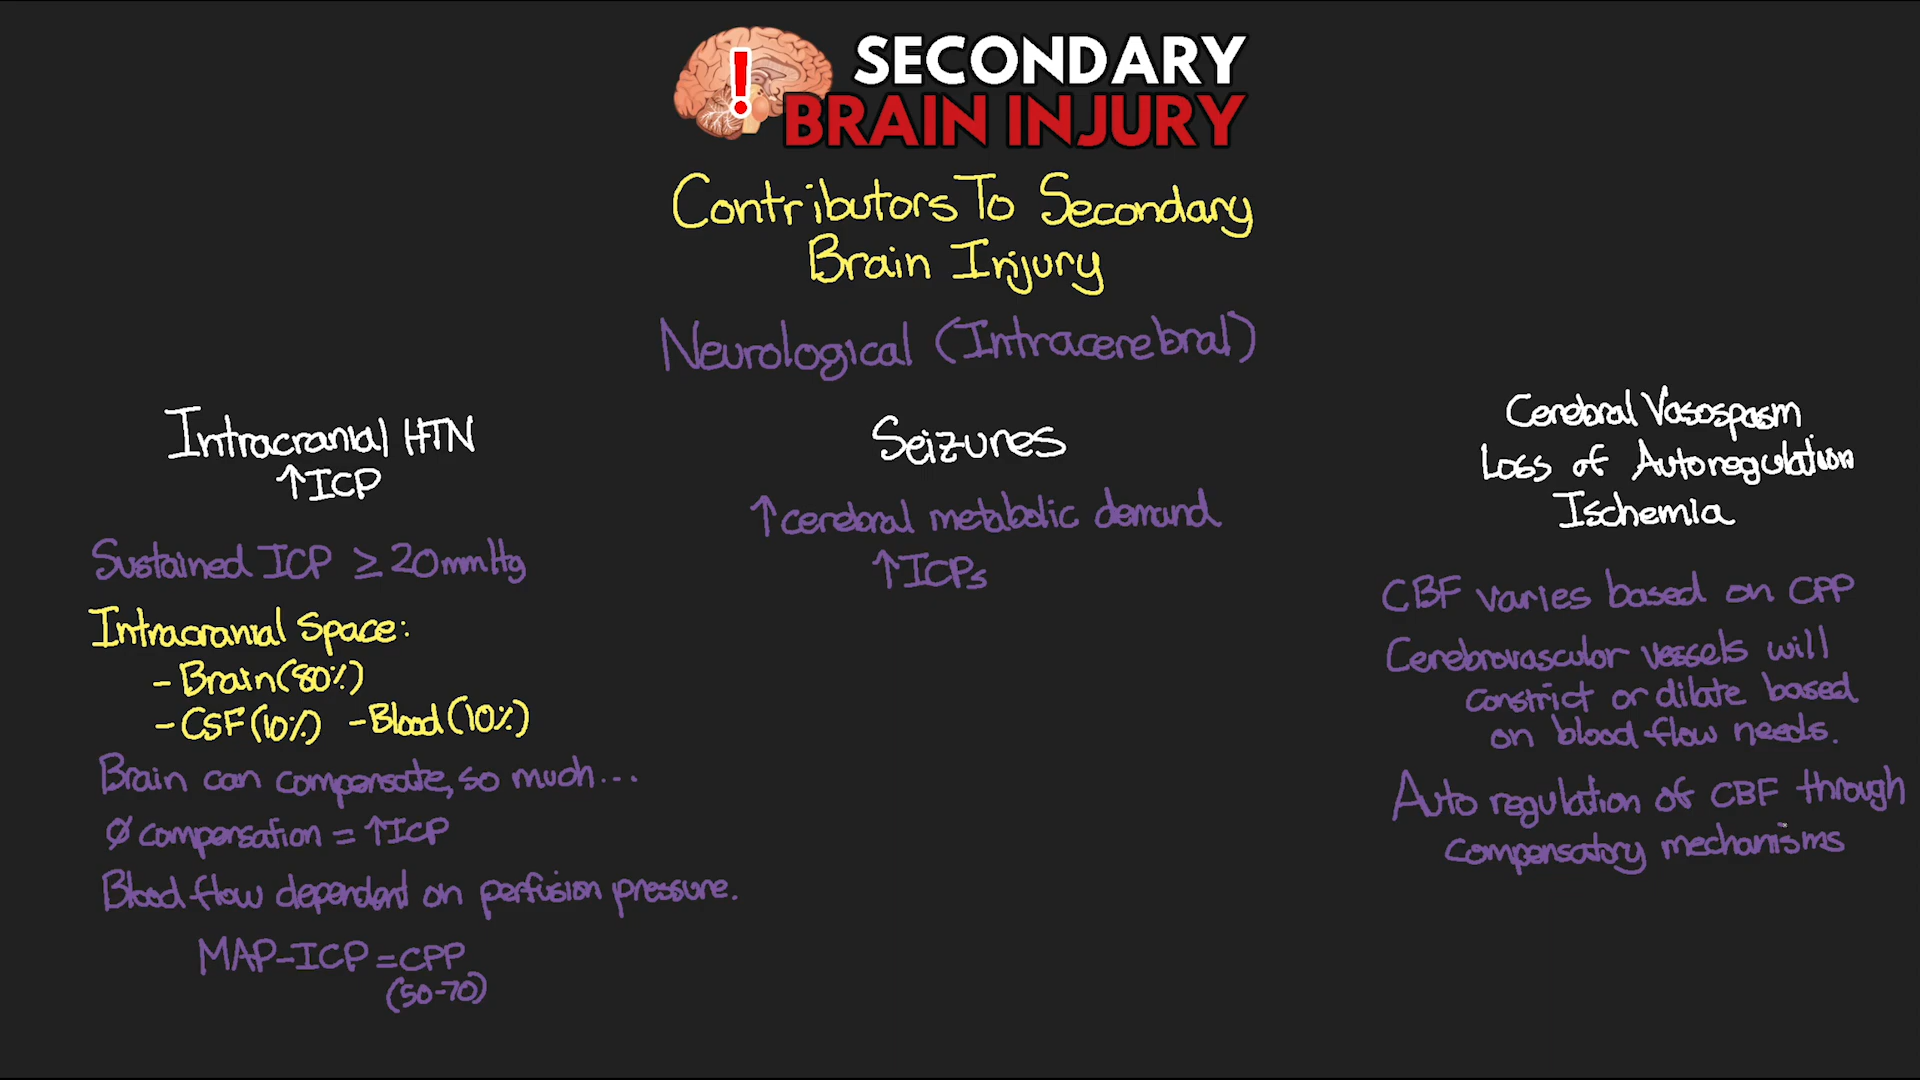 !
SECONDARY
BRAIN INJURY
Contributors To Secondary
Brain Injury
Neurological (Intracerebral)
Intracranial HTN
↑ICP
Sustained ICP ≥ 20mmHg
Intracranial Space:
- Brain (80%)
- CSF (10%) - Blood (10%)
Brain can compensate, so much...
Ø compensation = ↑ICP
Blood flow dependent on perfusion pressure.
MAP-ICP = CPP
(50-70)
Seizures
↑cerebral metabolic demand
↑ICPs
Cerebral Vasospasm
Loss of Autoregulation
Ischemia
CBF varies based on CPP
Cerebrovascular vessels will
constrict or dilate based
on blood flow needs.
Auto regulation of CBF through
compensatory mechanisms